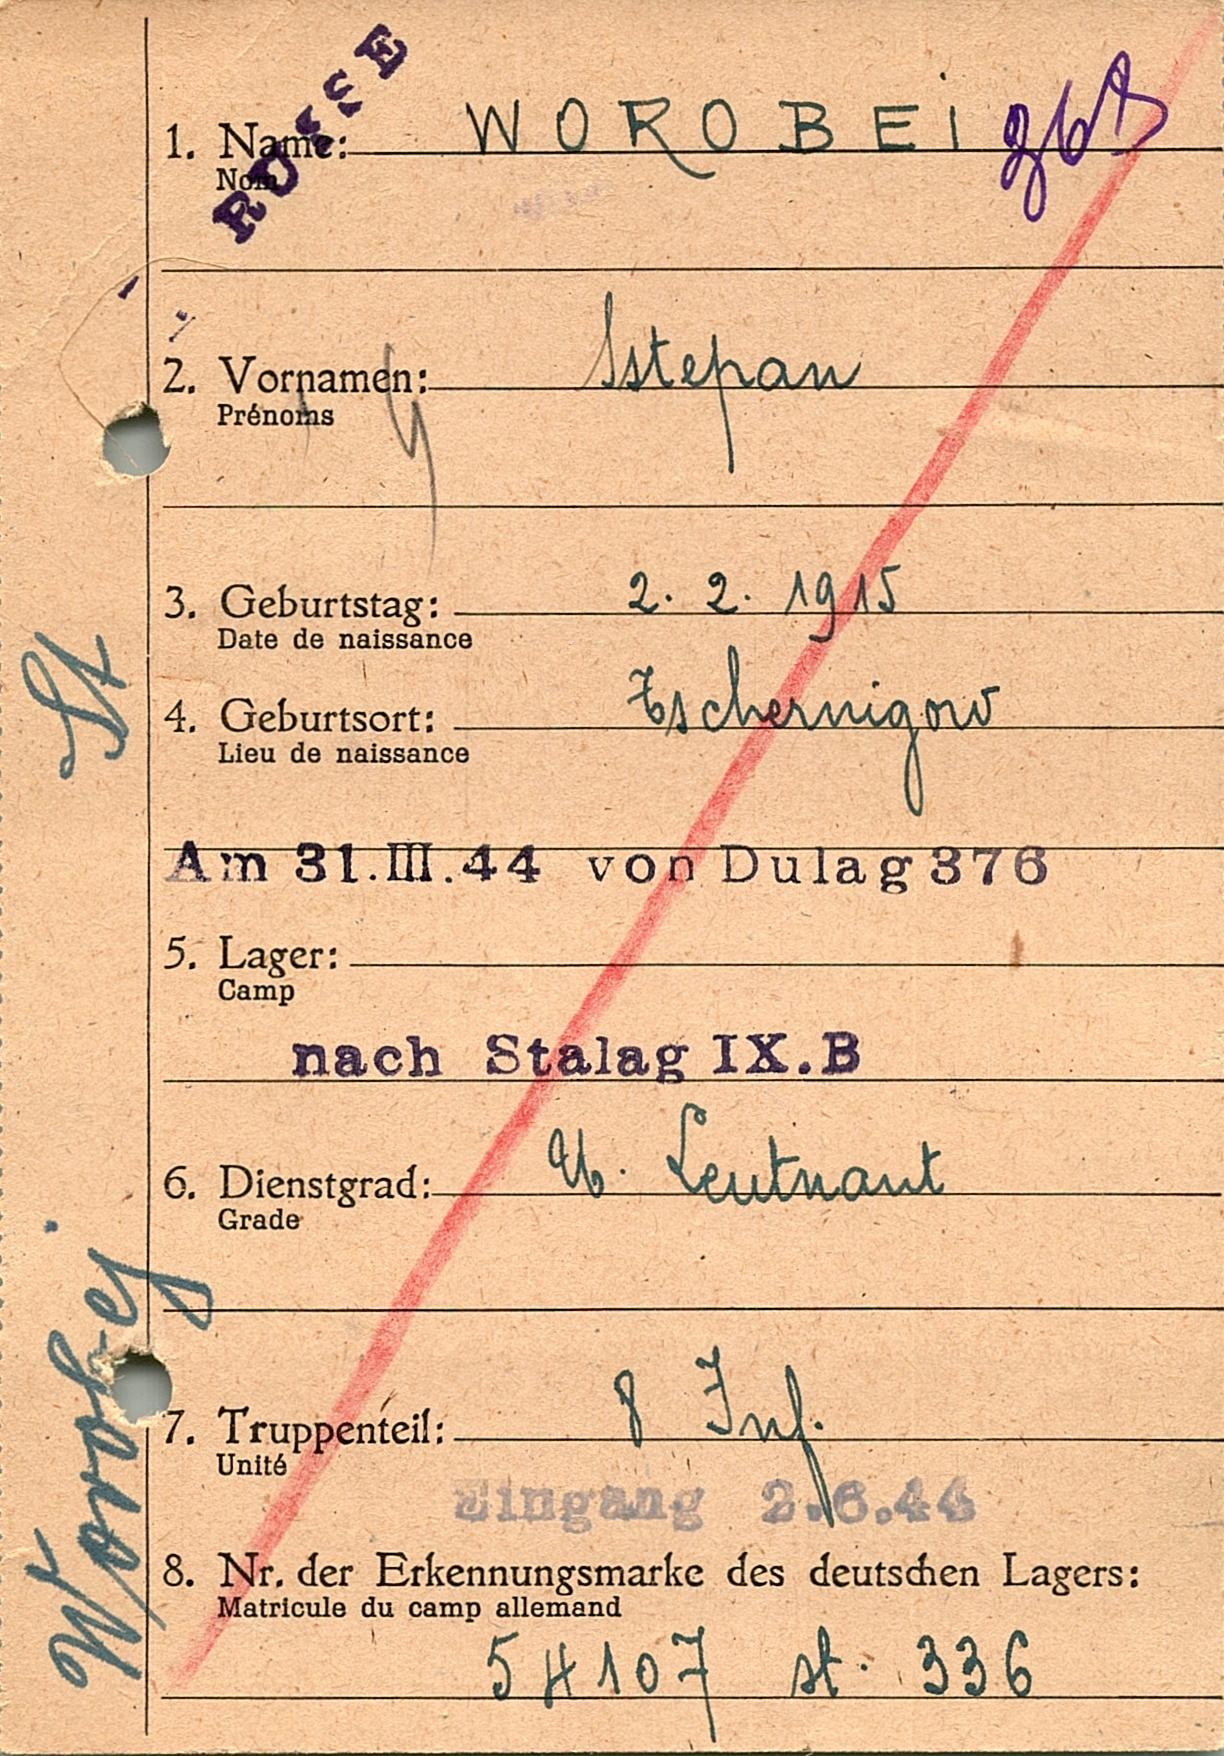 RUSSE
1. Name: WOROBEI
Nom
2. Vornamen: Sstepan
Prénoms
3. Geburtstag: 2. 2. 1915
Date de naissance
4. Geburtsort: Tschernigow
Lieu de naissance
Am 31.III.44 von Dulag 376
5. Lager:
Camp
nach Stalag IX.B
6. Dienstgrad: U. Leutnant
Grade
7. Truppenteil: 8 Inf.
Unité
Eingang 2.6.44
8. Nr. der Erkennungsmarke des deutschen Lagers:
Matricule du camp allemand
54107 st. 336
Worobej St